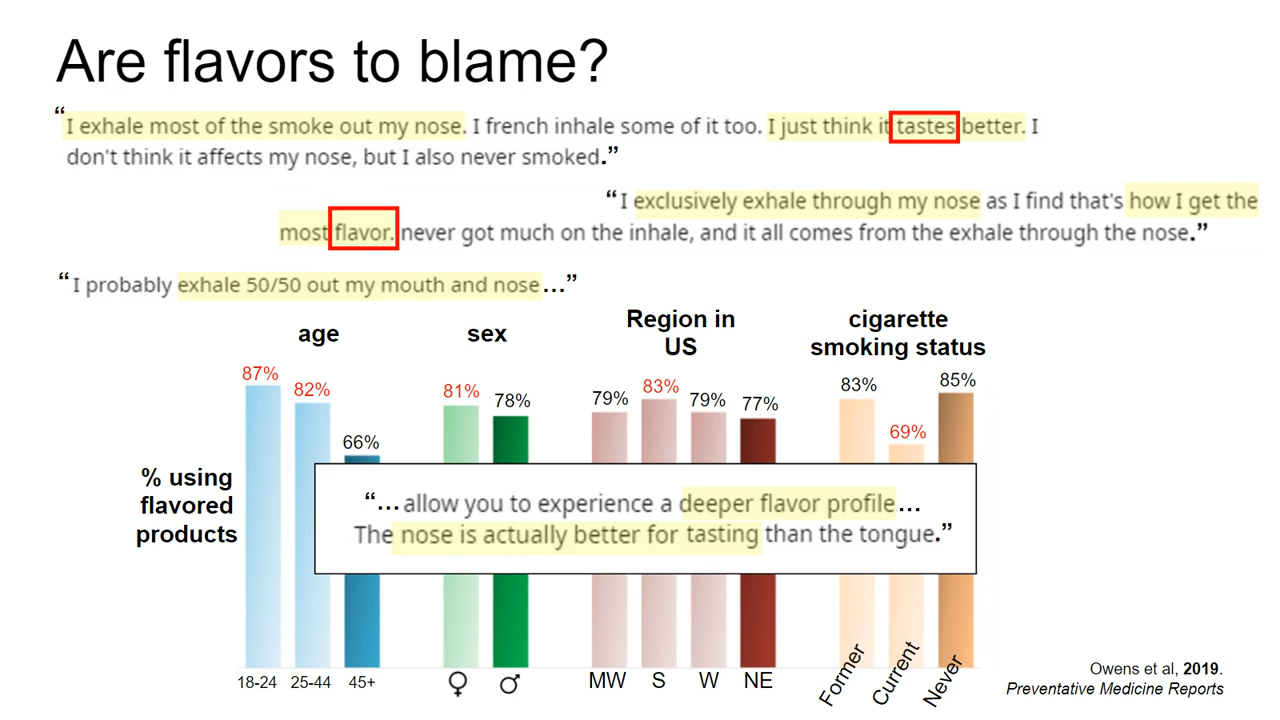 Are flavors to blame?
“I exhale most of the smoke out my nose. I french inhale some of it too. I just think it tastes better. I
don't think it affects my nose, but I also never smoked.”
“I exclusively exhale through my nose as I find that's how I get the
most flavor. never got much on the inhale, and it all comes from the exhale through the nose.”
“I probably exhale 50/50 out my mouth and nose…”
age
sex
Region in
US
cigarette
smoking status
87%
82%
66%
81%
78%
79%
83%
79%
77%
83%
69%
85%
% using
flavored
products
“… allow you to experience a deeper flavor profile…
The nose is actually better for tasting than the tongue.”
18-24
25-44
45+
♀
♂
MW
S
W
NE
Former
Current
Never
Owens et al, 2019.
Preventative Medicine Reports